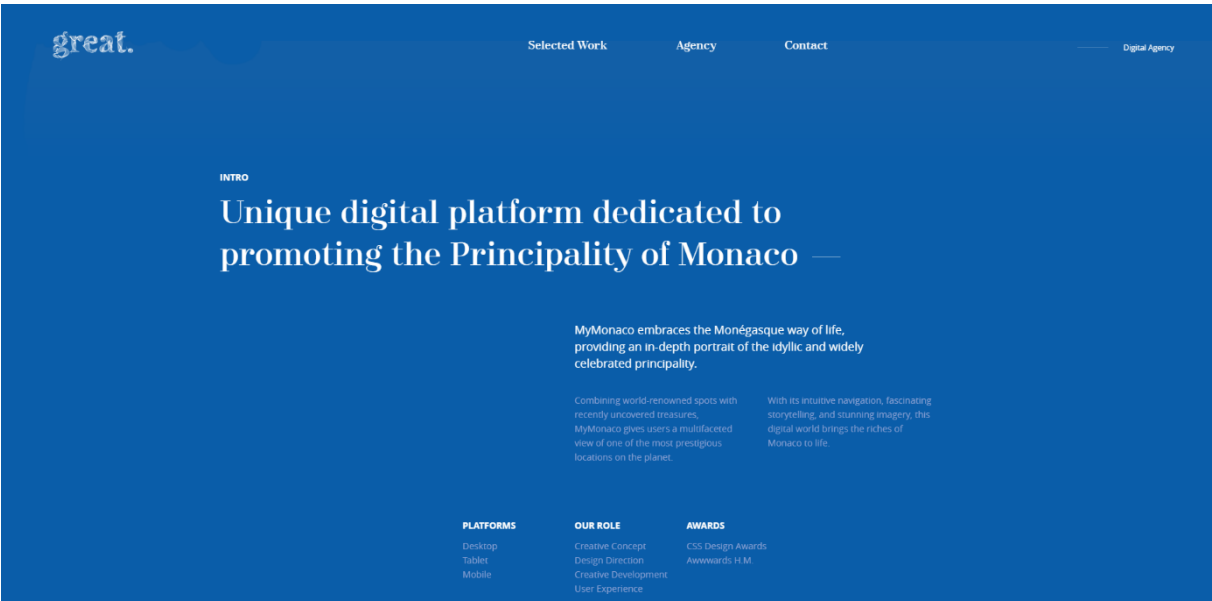 great.
Selected Work
Agency
Contact
Digital Agency
INTRO
Unique digital platform dedicated to
promoting the Principality of Monaco —
MyMonaco embraces the Monégasque way of life,
providing an in-depth portrait of the idyllic and widely
celebrated principality.
Combining world-renowned spots with
recently uncovered treasures,
MyMonaco gives users a multifaceted
view of one of the most prestigious
locations on the planet.
With its intuitive navigation, fascinating
storytelling, and stunning imagery, this
digital world brings the riches of
Monaco to life.
PLATFORMS
Desktop
Tablet
Mobile
OUR ROLE
Creative Concept
Design Direction
Creative Development
User Experience
AWARDS
CSS Design Awards
Awwwards H.M.